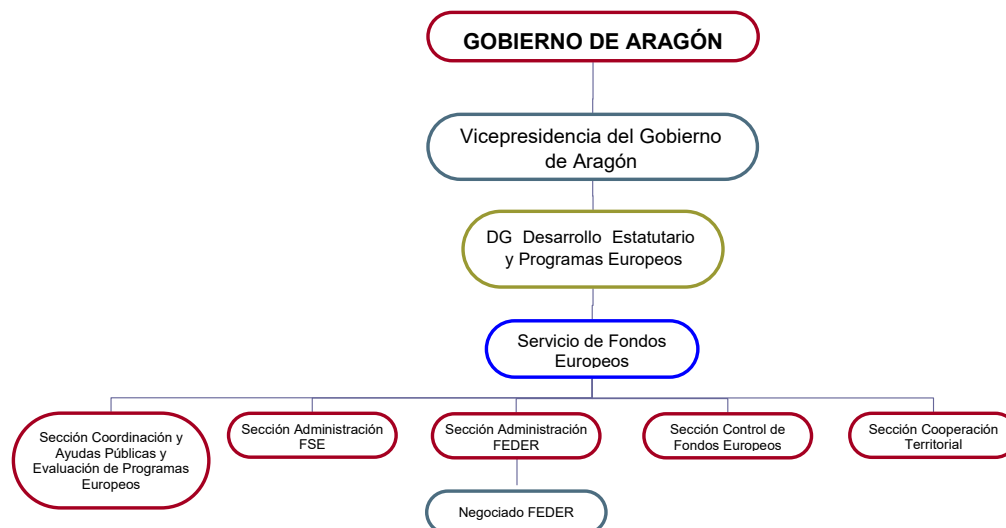 GOBIERNO DE ARAGÓN
Vicepresidencia del Gobierno
de Aragón
DG Desarrollo Estatutario
y Programas Europeos
Servicio de Fondos
Europeos
Sección Coordinación y
Ayudas Públicas y
Evaluación de Programas
Europeos
Sección Administración
FSE
Sección Administración
FEDER
Sección Control de
Fondos Europeos
Sección Cooperación
Territorial
Negociado FEDER